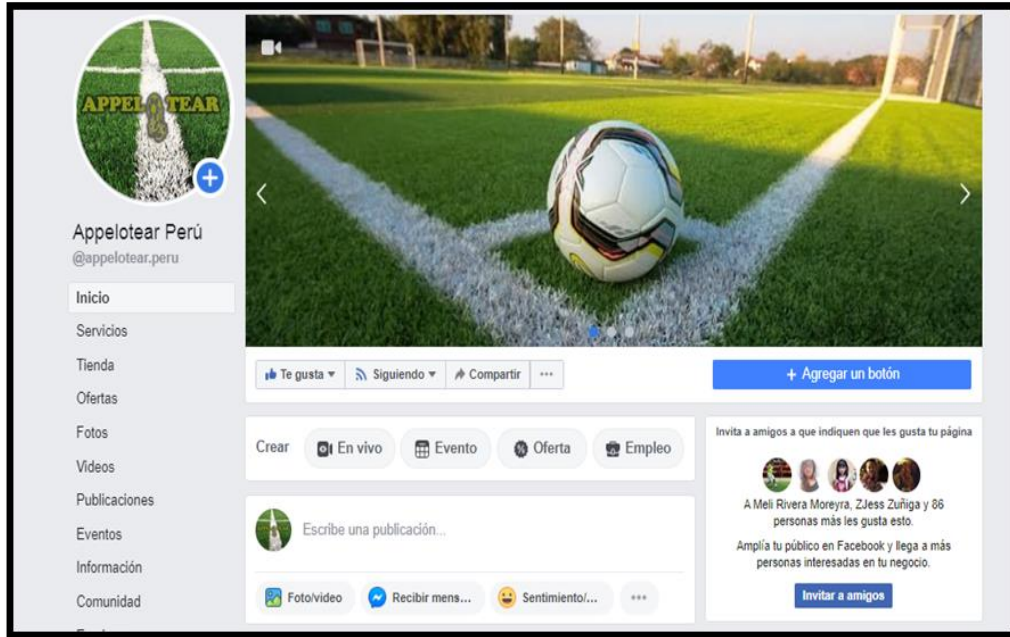 APPELOTEAR
Appelotear Perú
@appelotear.peru
Inicio
Servicios
Tienda
Ofertas
Fotos
Videos
Publicaciones
Eventos
Información
Comunidad
Te gusta
Siguiendo
Compartir
+ Agregar un botón
Crear
En vivo
Evento
Oferta
Empleo
Escribe una publicación...
Foto/video
Recibir mens...
Sentimiento/...
Invita a amigos a que indiquen que les gusta tu página
A Meli Rivera Moreyra, ZJess Zuñiga y 86
personas más les gusta esto.
Amplía tu público en Facebook y llega a más
personas interesadas en tu negocio.
Invitar a amigos